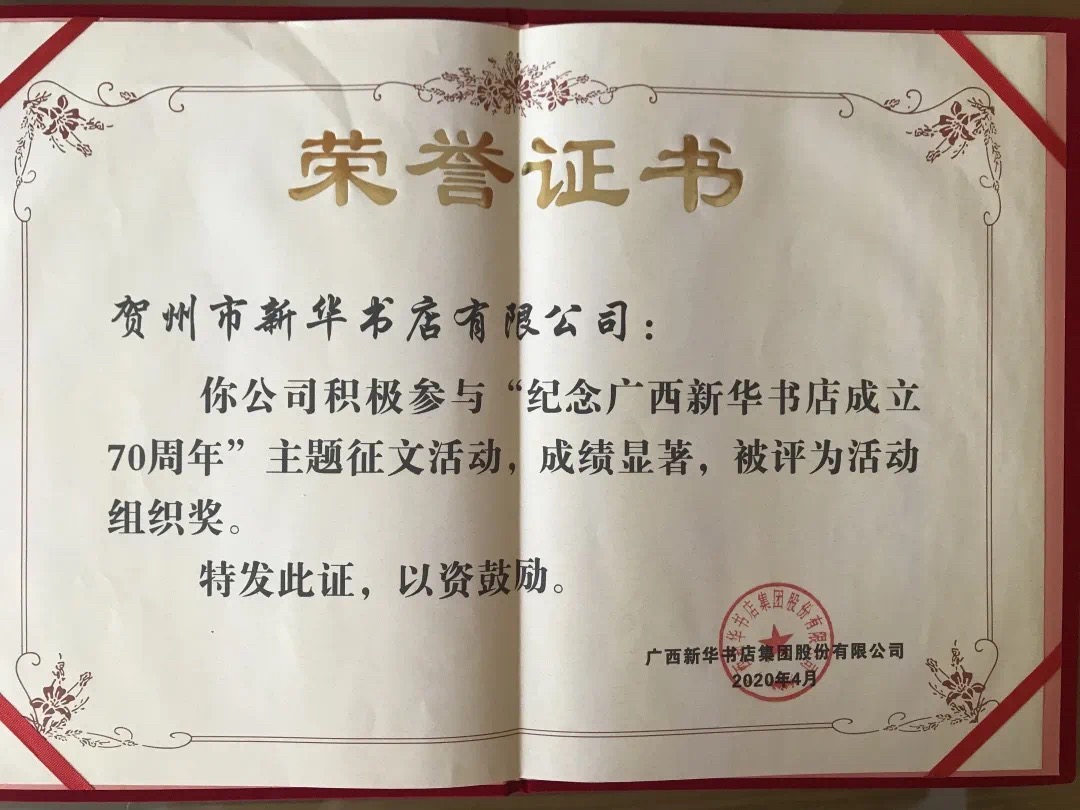 荣誉证书
贺州市新华书店有限公司：
你公司积极参与“纪念广西新华书店成立
70周年”主题征文活动，成绩显著，被评为活动
组织奖。
特发此证，以资鼓励。
广西新华书店集团股份有限公司
2020年4月